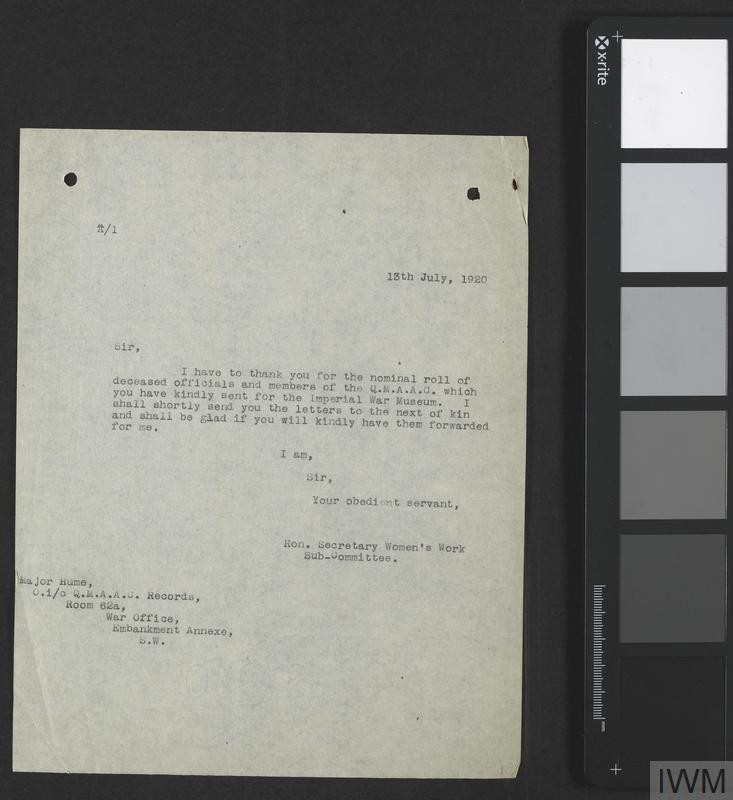 /1
13th July, 1920
Sir,
I have to thank you for the nominal roll of
deceased officials and members of the Q.M.A.A.C. which
you have kindly sent for the Imperial War Museum. I
shall shortly send you the letters to the next of kin
and shall be glad if you will kindly have them forwarded
for me.
I am,
Sir,
Your obedient servant,
Hon. Secretary Women's Work
Sub-Committee.
Major Hume,
O.i/c Q.M.A.A.C. Records,
Room 62a,
War Office,
Embankment Annexe,
S.W.
x-rite
mm
IWM